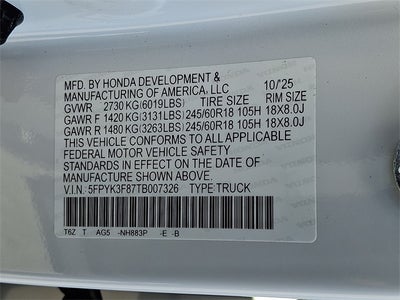 MFD. BY HONDA DEVELOPMENT &
MANUFACTURING OF AMERICA, LLC 10/'25
GVWR 2730 KG(6019LBS) TIRE SIZE RIM SIZE
GAWR F 1420 KG(3131LBS) 245/60R18 105H 18X8.0J
GAWR R 1480 KG(3263LBS) 245/60R18 105H 18X8.0J
THIS VEHICLE CONFORMS TO ALL APPLICABLE
FEDERAL MOTOR VEHICLE SAFETY
STANDARDS IN EFFECT ON THE DATE OF
MANUFACTURE SHOWN ABOVE.
V.I.N: 5FPYK3F87TB007326 TYPE TRUCK
T6Z T AG5 -NH883P -E -B